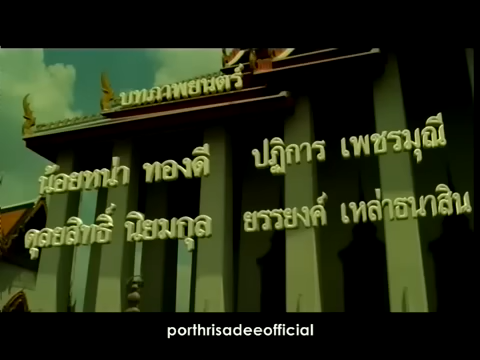 บทภาพยนตร์
น้อยหน่า ทองดี ปฏิการ เพชรมุณี
ดุลยสิทธิ์ นิยมกุล ยรรยงค์ เหล่าธนาสิน
porthrisadeeofficial